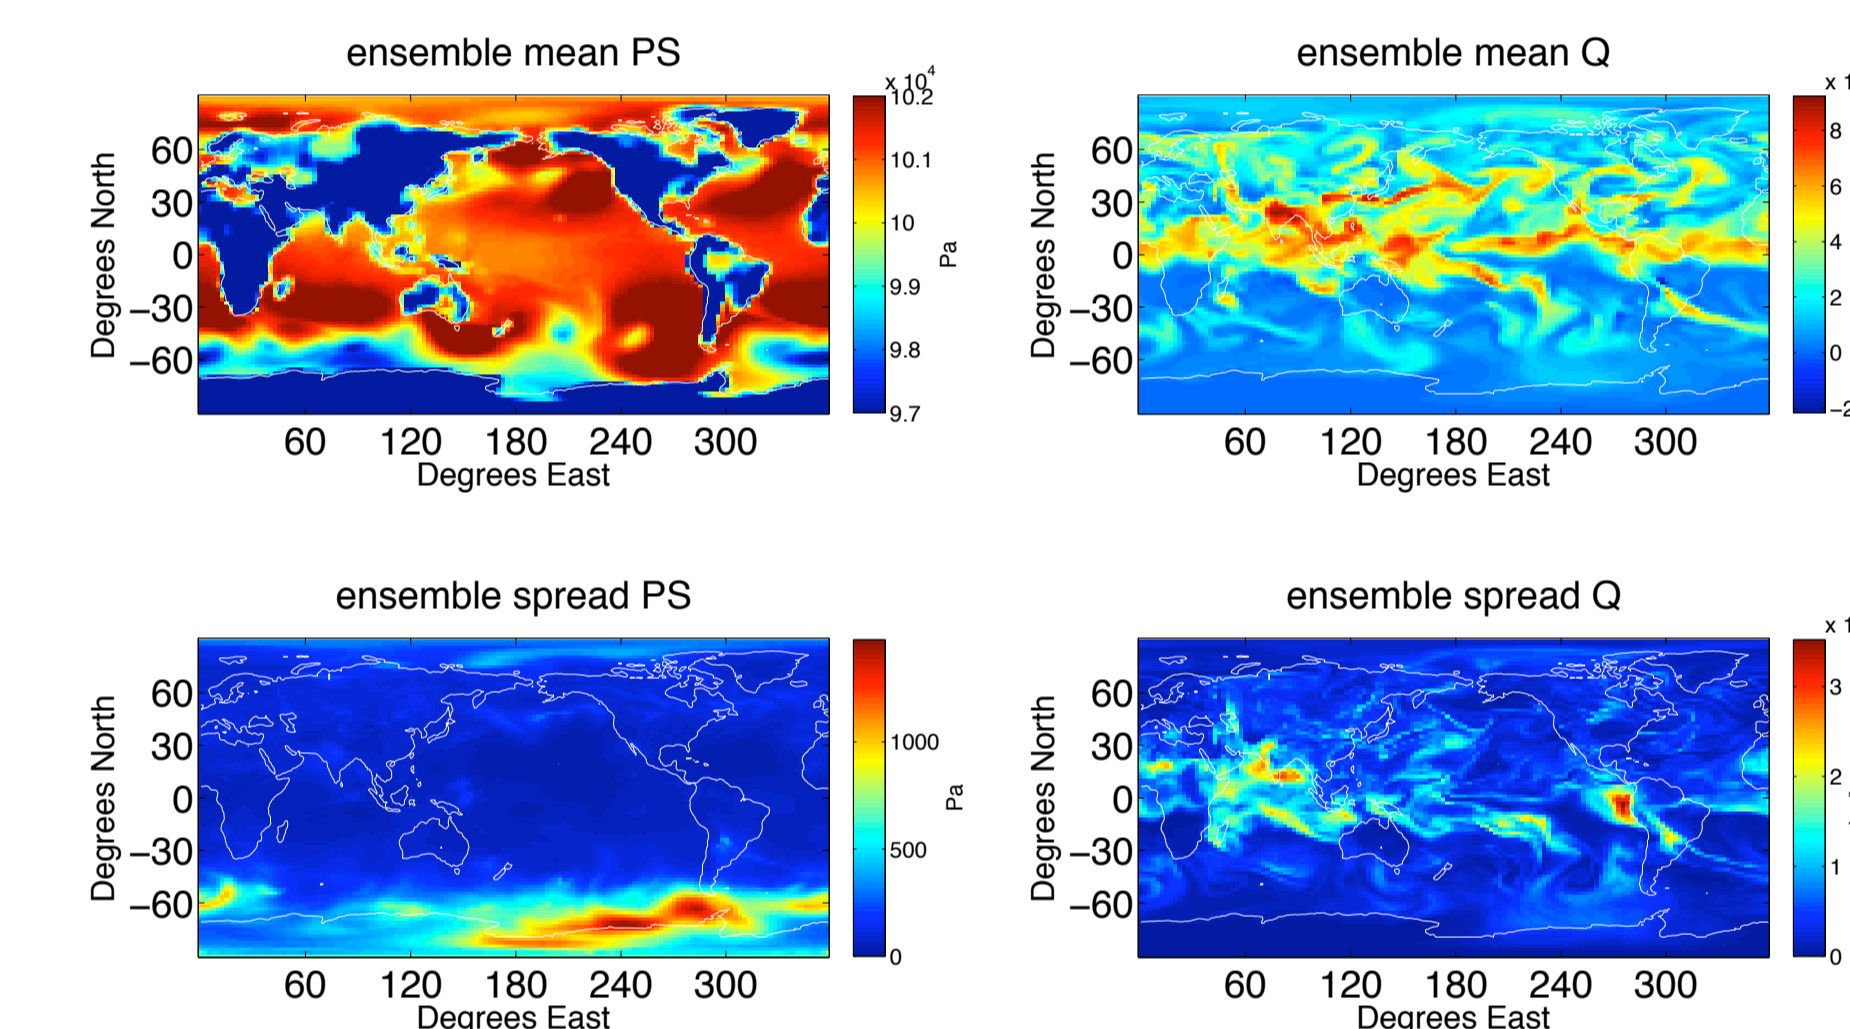 ensemble mean PS
x 10⁴
10.2
10.1
10
9.9
9.8
9.7
Pa
60
30
0
−30
−60
Degrees North
60 120 180 240 300
Degrees East
ensemble mean Q
x 1
8
6
4
2
0
−2
60
30
0
−30
−60
Degrees North
60 120 180 240 300
Degrees East
ensemble spread PS
1000
500
0
Pa
60
30
0
−30
−60
Degrees North
60 120 180 240 300
Degrees East
ensemble spread Q
x 1
3
2
1
0
60
30
0
−30
−60
Degrees North
60 120 180 240 300
Degrees East